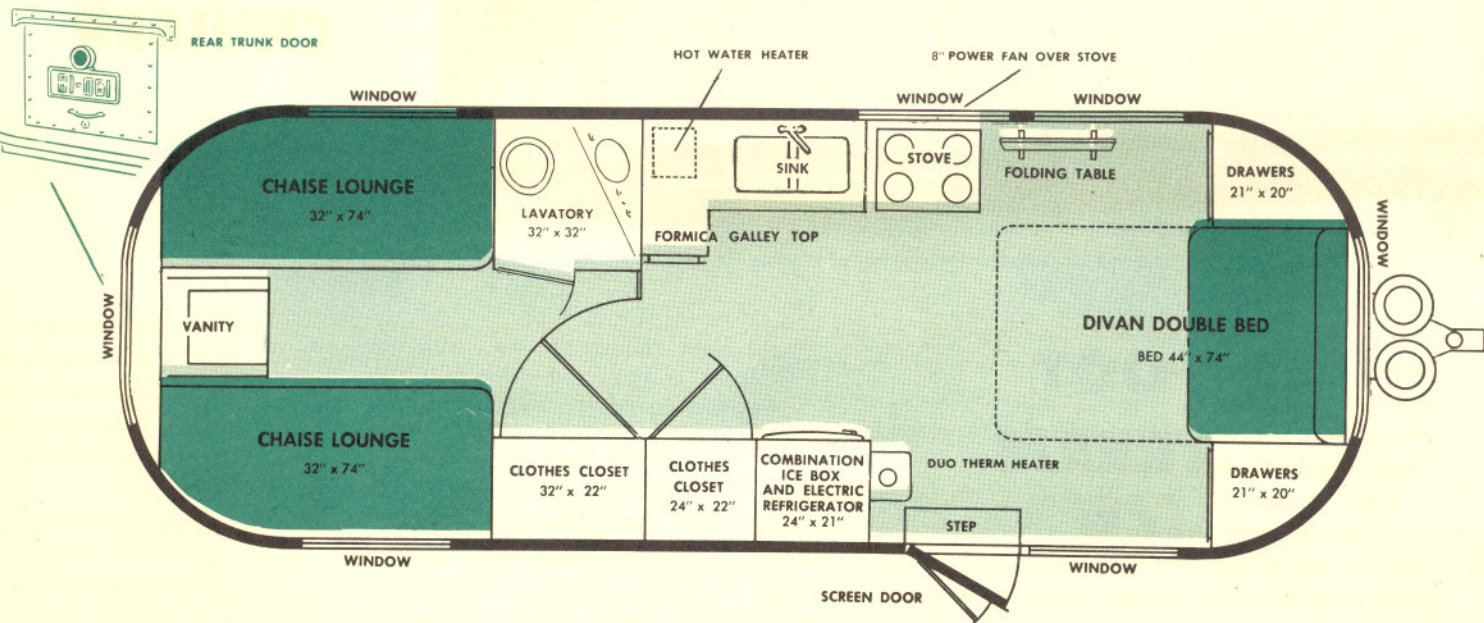 REAR TRUNK DOOR
HOT WATER HEATER
8" POWER FAN OVER STOVE
WINDOW
WINDOW
WINDOW
CHAISE LOUNGE
32" x 74"
LAVATORY
32" x 32"
SINK
STOVE
FOLDING TABLE
DRAWERS
21" x 20"
FORMICA GALLEY TOP
WINDOW
WINDOW
VANITY
DIVAN DOUBLE BED
BED 44" x 74"
CHAISE LOUNGE
32" x 74"
CLOTHES CLOSET
32" x 22"
CLOTHES
CLOSET
24" x 22"
COMBINATION
ICE BOX
AND ELECTRIC
REFRIGERATOR
24" x 21"
DUO THERM HEATER
DRAWERS
21" x 20"
STEP
WINDOW
WINDOW
SCREEN DOOR